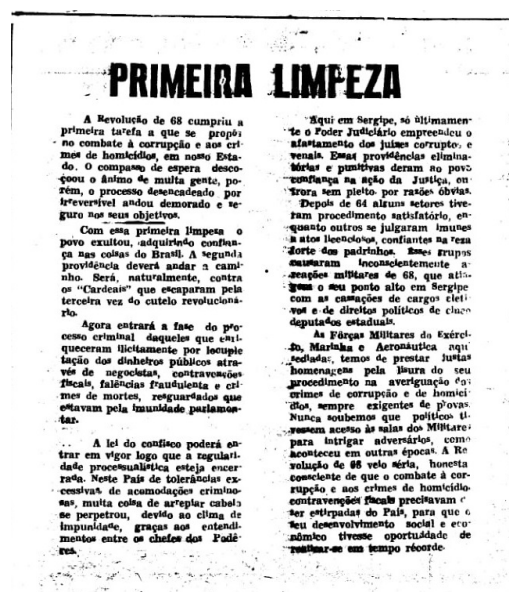 PRIMEIRA LIMPEZA
A Revolução de 68 cumpriu a
primeira tarefa a que se propôs
no combate à corrupção e aos cri-
mes de homicídios, em nosso Esta-
do. O compasso de espera desco-
roçoou o ânimo de muita gente, po-
rém, o processo desencadeado por
irreversível andou demorado e se-
guro nos seus objetivos.
Com essa primeira limpesa o
povo exultou, adquirindo confian-
ça nas coisas do Brasil. A segunda
providência deverá andar a cami-
nho. Será, naturalmente, contra
os "Cardeais" que escaparam pela
terceira vez do cutelo revolucioná-
rio.
Agora entrará a fase do pro-
cesso criminal daqueles que enri-
queceram ilicitamente por locuple
tação dos dinheiros públicos atra-
vés de negocistas, contravenções
fiscais, falências fraudulenta e cri-
mes de mortes, resguardados que
estavam pela imunidade parlamen-
tar.
A lei do confisco poderá en-
trar em vigor logo que a regulari-
dade processualística esteja encer-
rada. Neste País de tolerâncias ex-
cessivas de acomodações crimino-
sas, muita coisa de arrepiar cabelo
se perpetrou, devido ao clima de
impunidade, graças aos entendi-
mentos entre os chefes dos Podê-
res.
Aqui em Sergipe, só últimamen-
te o Poder Judiciário empreendeu o
afastamento dos juizes corruptos e
venais. Essas providências elimina-
tórias e punitivas deram no povo
confiança na ação da Justiça, ou-
trora sem pleito por razões óbvias.
Depois de 64 alguns setores tive-
ram procedimento satisfatório, en-
quanto outros se julgaram imunes
a atos licenciosos, confiantes na reza
forte dos padrinhos. Esses grupos
causaram inconscientemente a
reações militares de 68, que atin-
gem o seu ponto alto em Sergipe
com as cassações de cargos eleti-
vos e de direitos políticos de cinco
deputados estaduais.
As Fôrças Militares do Exérci-
to, Marinha e Aeronáutica aqui
sediadas, temos de prestar justas
homenagens pela lisura do seu
procedimento na averiguação dos
crimes de corrupção e de homicí-
dios, sempre exigentes de provas.
Nunca soubemos que políticos ti-
vessem acesso às salas dos Militares
para intrigar adversários, como
aconteceu em outras épocas. A Re
volução de 68 veio séria, honesta
consciente de que o combate à cor-
rupção e aos crimes de homicídio
contravenções fiscais precisavam
ser estirpadas do País, para que o
seu desenvolvimento social e eco-
nômico tivesse oportuidade de
realizar-se em tempo récorde.